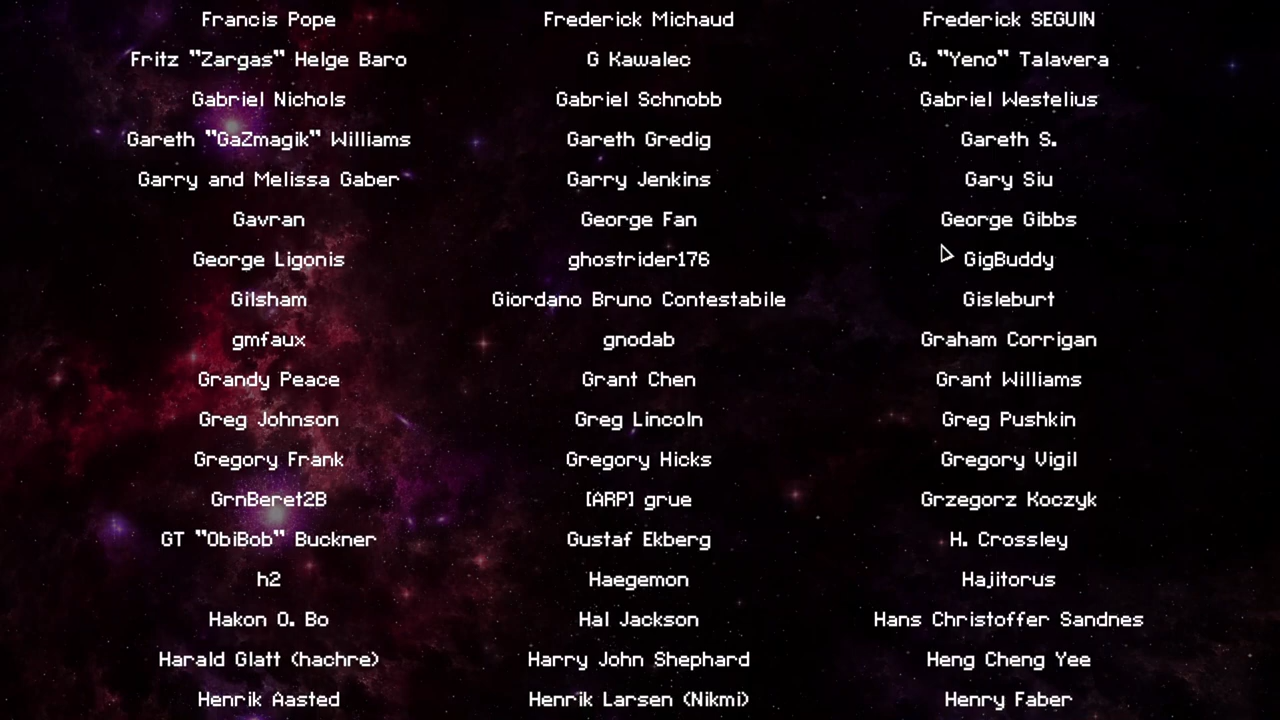 Francis Pope Frederick Michaud Frederick SEGUIN
Fritz "Zargas" Helge Baro G Kawalec G. "Yeno" Talavera
Gabriel Nichols Gabriel Schnobb Gabriel Westelius
Gareth "GaZmagik" Williams Gareth Gredig Gareth S.
Garry and Melissa Gaber Garry Jenkins Gary Siu
Gavran George Fan George Gibbs
George Ligonis ghostrider176 GigBuddy
Gilsham Giordano Bruno Contestabile Gisleburt
gmfaux gnodab Graham Corrigan
Grandy Peace Grant Chen Grant Williams
Greg Johnson Greg Lincoln Greg Pushkin
Gregory Frank Gregory Hicks Gregory Vigil
GrnBeret2B [ARP] grue Grzegorz Koczyk
GT "ObiBob" Buckner Gustaf Ekberg H. Crossley
h2 Haegemon Hajitorus
Hakon O. Bo Hal Jackson Hans Christoffer Sandnes
Harald Glatt (hachre) Harry John Shephard Heng Cheng Yee
Henrik Aasted Henrik Larsen (Nikmi) Henry Faber